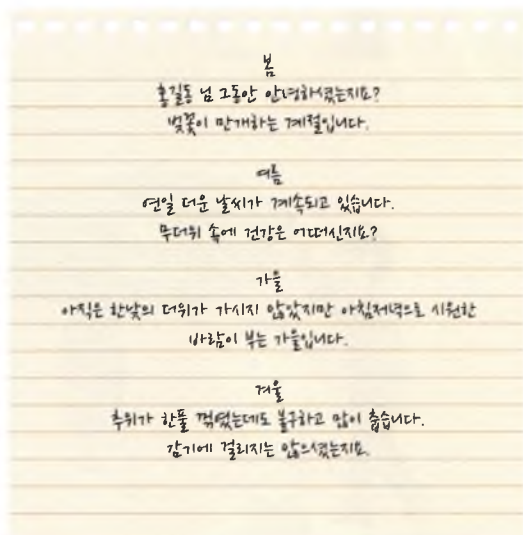 봄
홍길동 님 그동안 안녕하셨는지요?
벚꽃이 만개하는 계절입니다.
여름
연일 더운 날씨가 계속되고 있습니다.
무더위 속에 건강은 어떠신지요?
가을
아직은 한낮의 더위가 가시지 않았지만 아침저녁으로 시원한
바람이 부는 가을입니다.
겨울
추위가 한풀 꺾였는데도 불구하고 많이 춥습니다.
감기에 걸리지는 않으셨는지요.